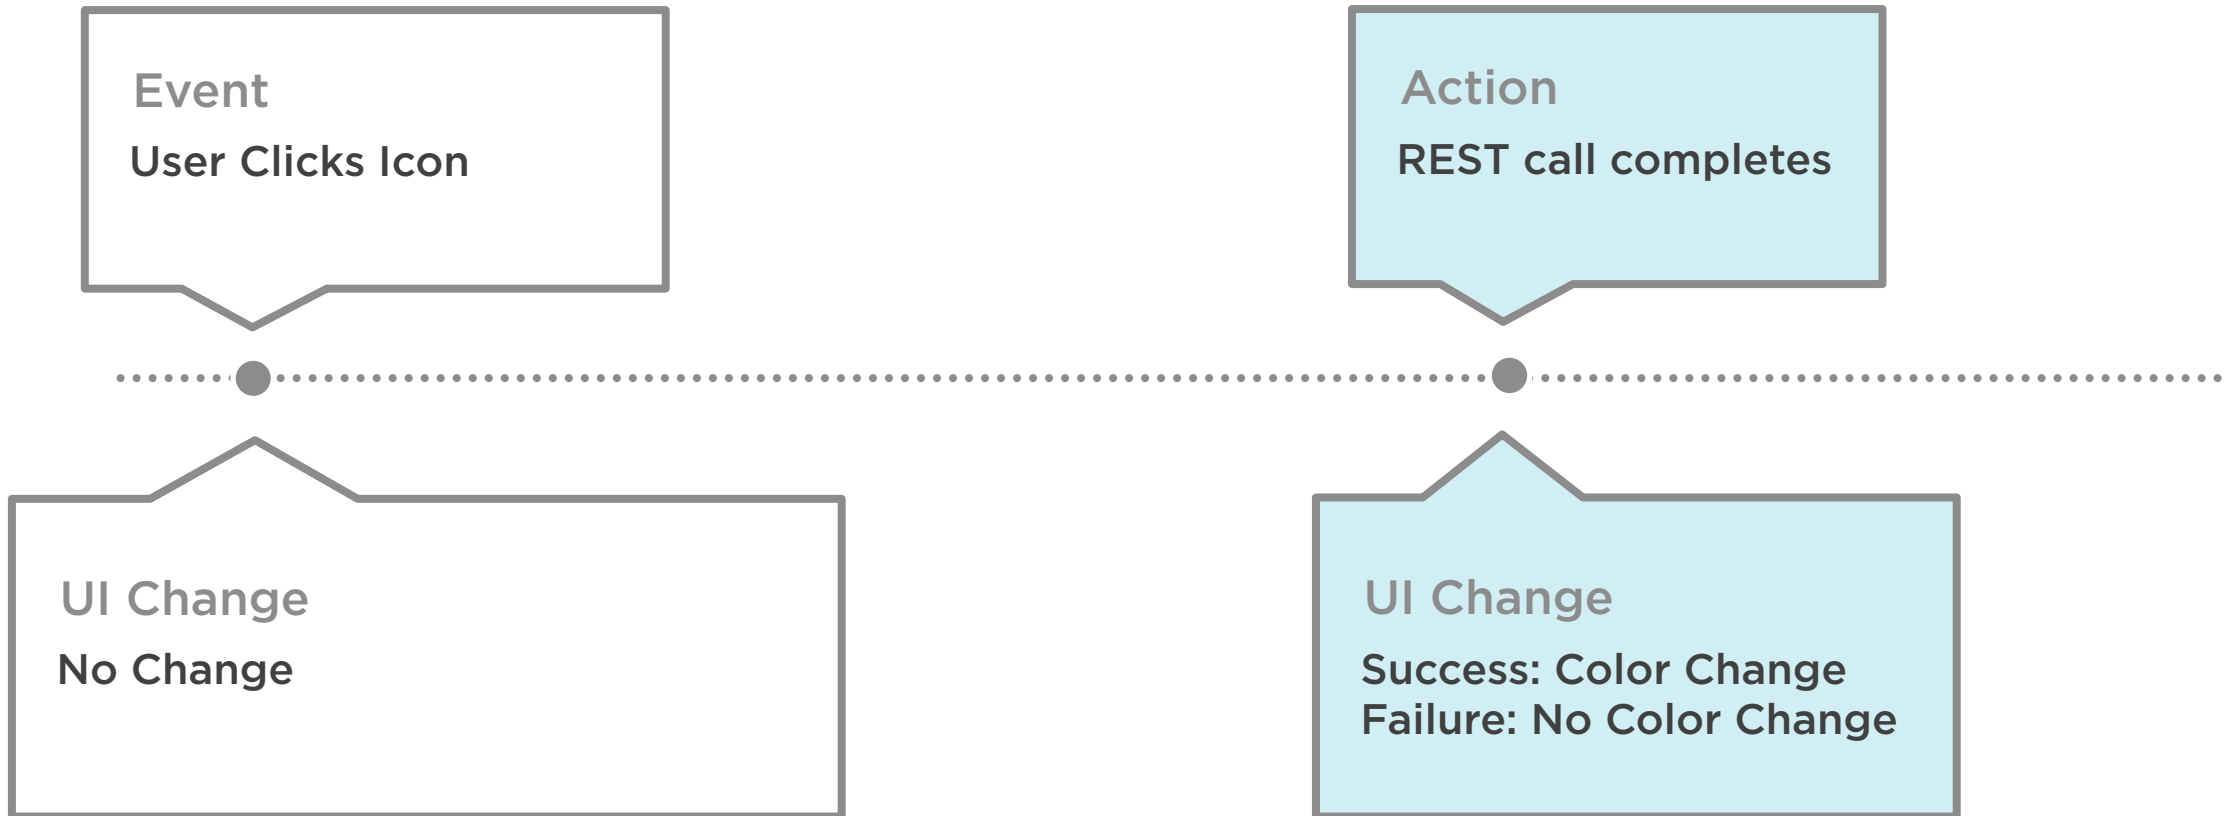 Event
User Clicks Icon
Action
REST call completes
UI Change
No Change
UI Change
Success: Color Change
Failure: No Color Change